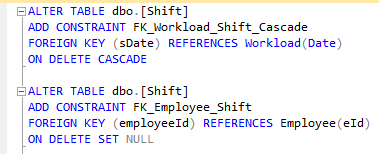 ALTER TABLE dbo.[Shift]
ADD CONSTRAINT FK_Workload_Shift_Cascade
FOREIGN KEY (sDate) REFERENCES Workload(Date)
ON DELETE CASCADE
ALTER TABLE dbo.[Shift]
ADD CONSTRAINT FK_Employee_Shift
FOREIGN KEY (employeeId) REFERENCES Employee(eId)
ON DELETE SET NULL